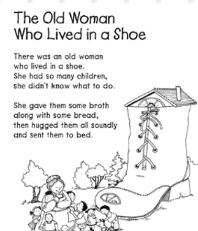 The Old Woman
Who Lived in a Shoe
There was an old woman
who lived in a shoe.
She had so many children,
she didn't know what to do.
She gave them some broth
along with some bread,
then hugged them all soundly
and sent them to bed.